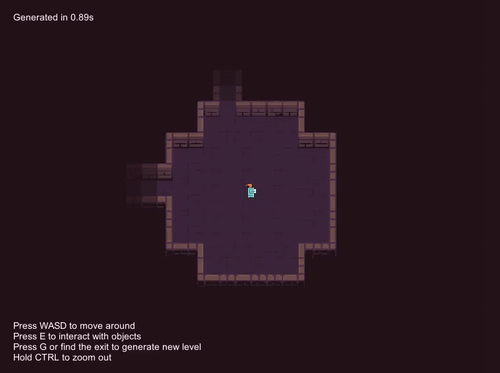 Generated in 0.89s
Press WASD to move around
Press E to interact with objects
Press G or find the exit to generate new level
Hold CTRL to zoom out